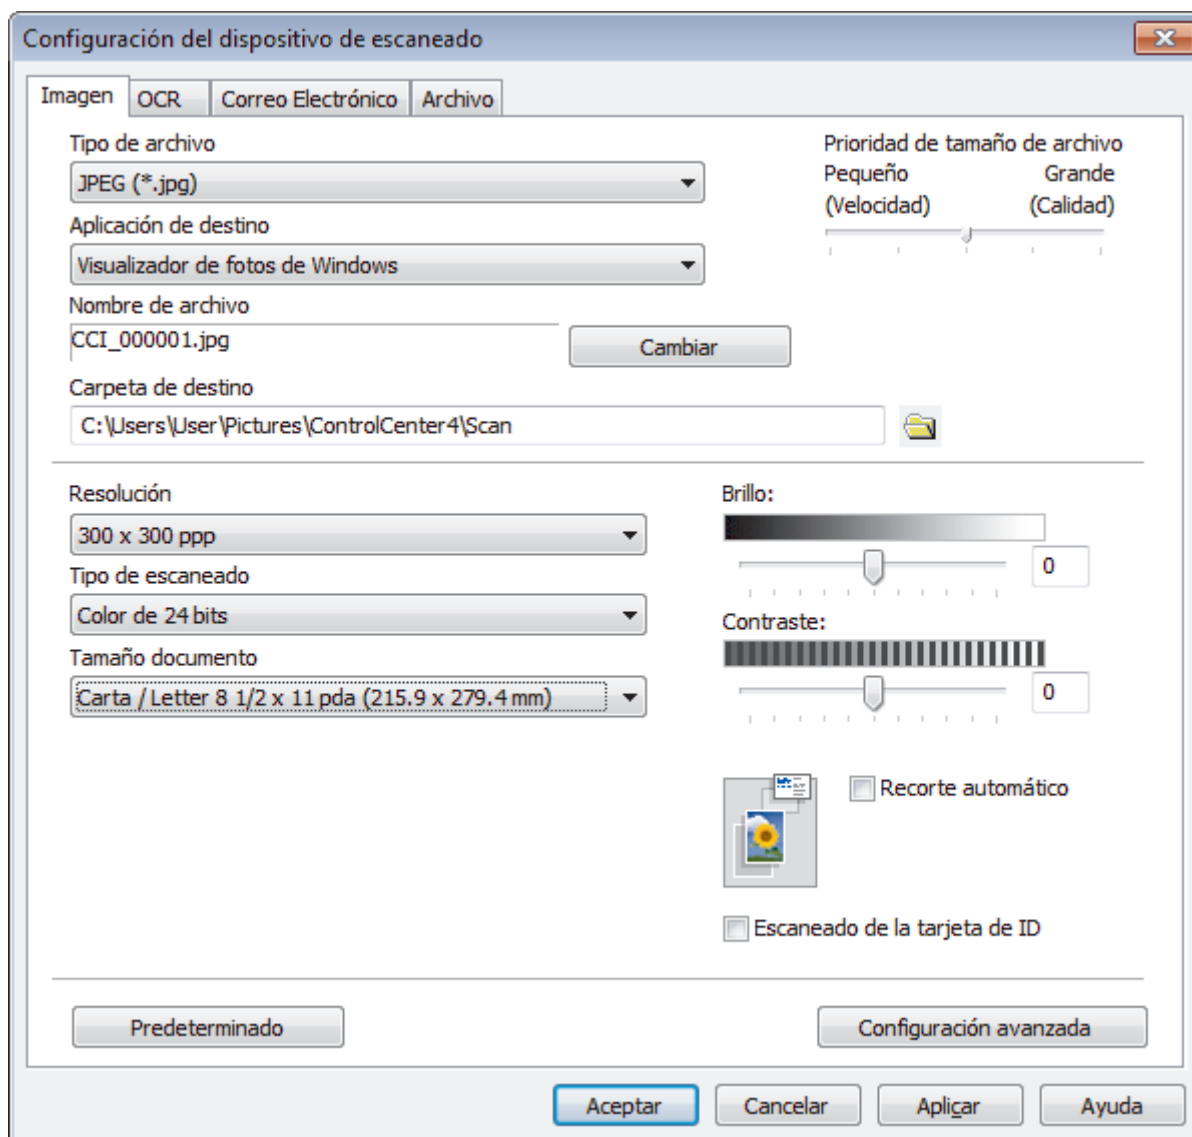 Configuración del dispositivo de escaneado
Imagen OCR Correo Electrónico Archivo
Tipo de archivo
JPEG (*.jpg)
Prioridad de tamaño de archivo
Pequeño Grande
(Velocidad) (Calidad)
Aplicación de destino
Visualizador de fotos de Windows
Nombre de archivo
CCI_000001.jpg
Cambiar
Carpeta de destino
C:\Users\User\Pictures\ControlCenter4\Scan
Resolución
300 x 300 ppp
Tipo de escaneado
Color de 24 bits
Tamaño documento
Carta / Letter 8 1/2 x 11 pda (215.9 x 279.4 mm)
Brillo:
0
Contraste:
0
Recorte automático
Escaneado de la tarjeta de ID
Predeterminado Configuración avanzada
Aceptar Cancelar Aplicar Ayuda